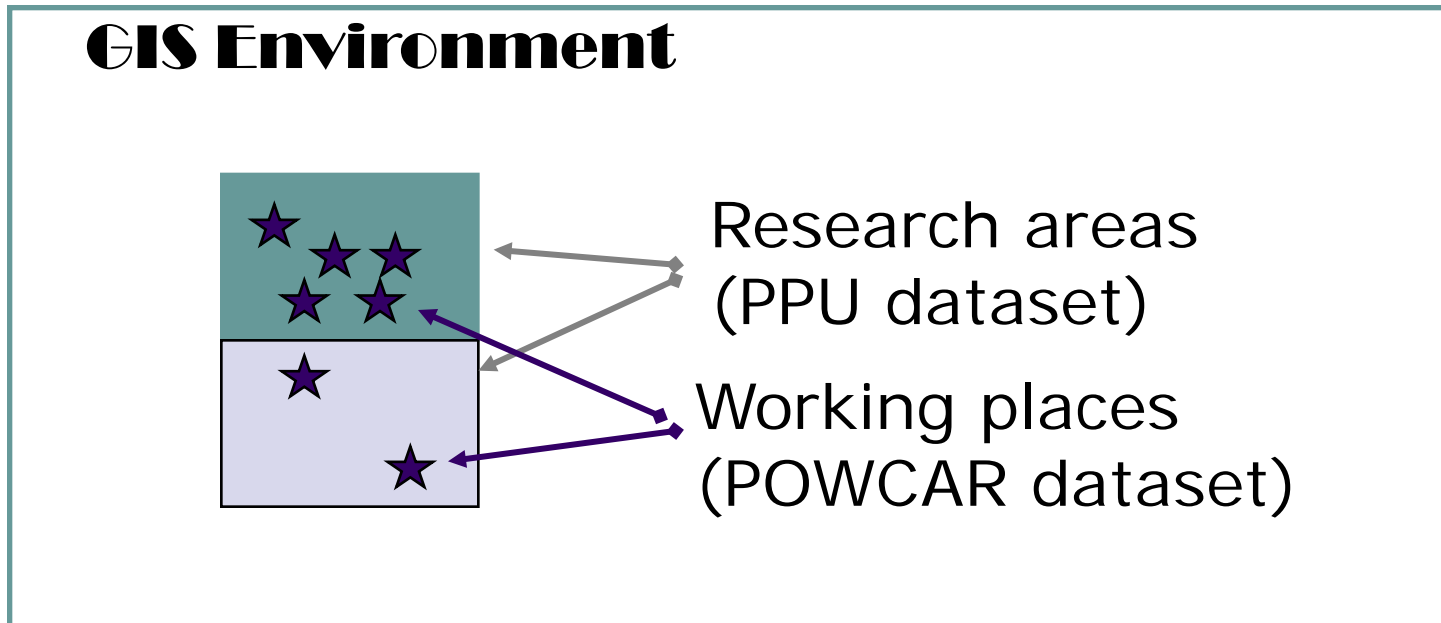 GIS Environment
Research areas
(PPU dataset)
Working places
(POWCAR dataset)